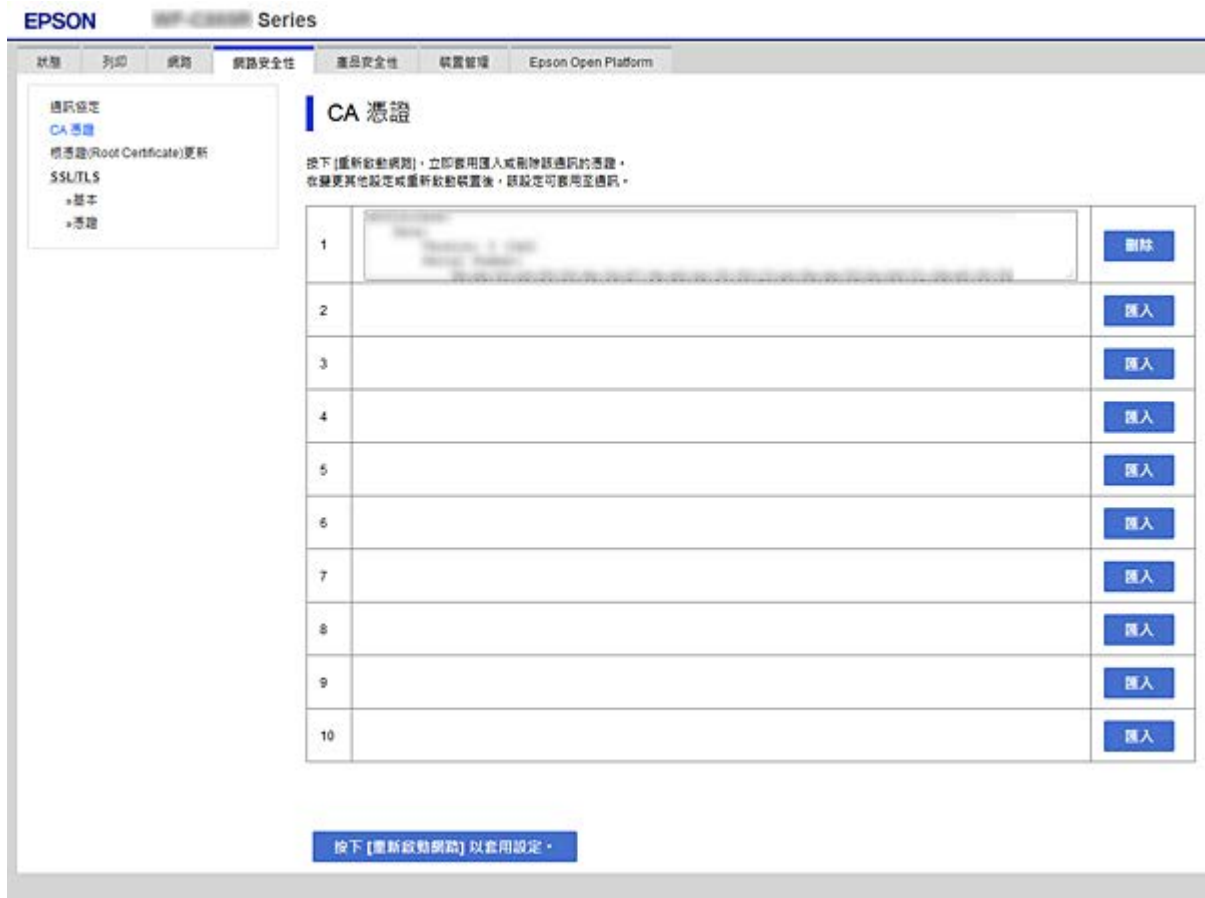 EPSON
Series
狀態 列印 網路 網路安全性 產品安全性 裝置管理 Epson Open Platform
通訊協定
CA 憑證
根憑證(Root Certificate)更新
SSL/TLS
»基本
»憑證
CA 憑證
按下 [重新啟動網路]，立即套用匯入或刪除該通訊的憑證。
在變更其他設定或重新啟動裝置後，該設定可套用至通訊。
1 刪除
2 匯入
3 匯入
4 匯入
5 匯入
6 匯入
7 匯入
8 匯入
9 匯入
10 匯入
按下 [重新啟動網路] 以套用設定。